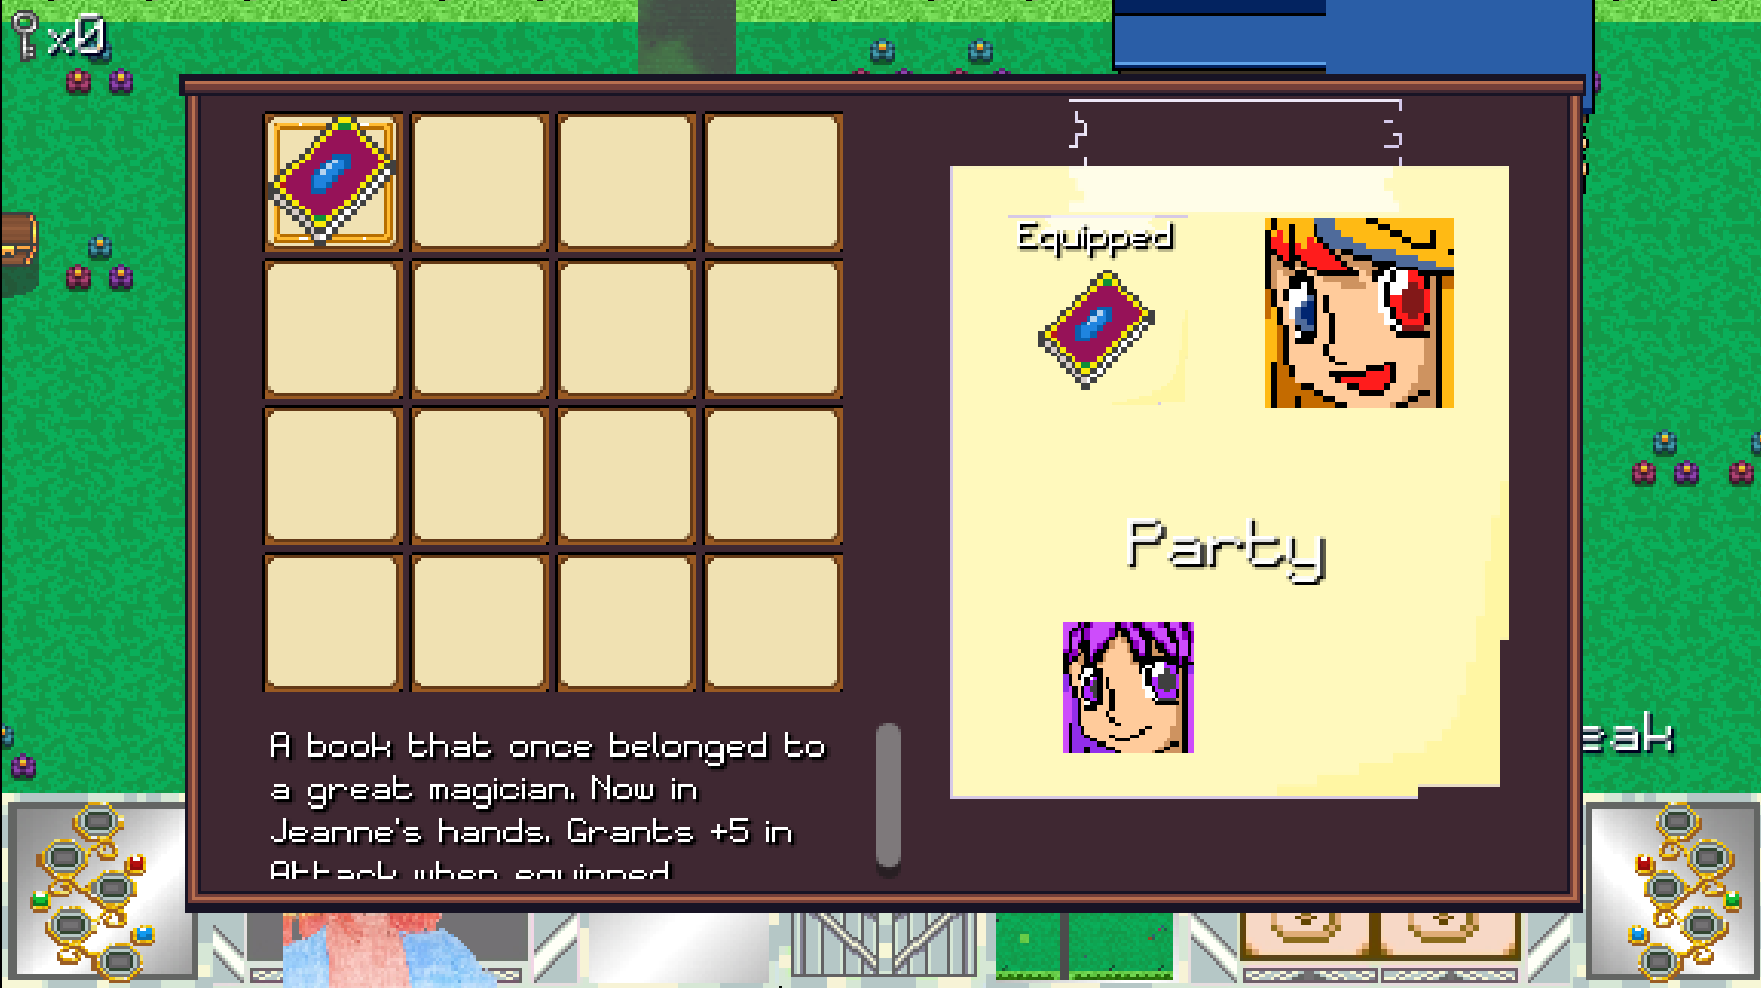 x0
Equipped
Party
A book that once belonged to
a great magician. Now in
Jeanne's hands. Grants +5 in
Attack when equipped
eak